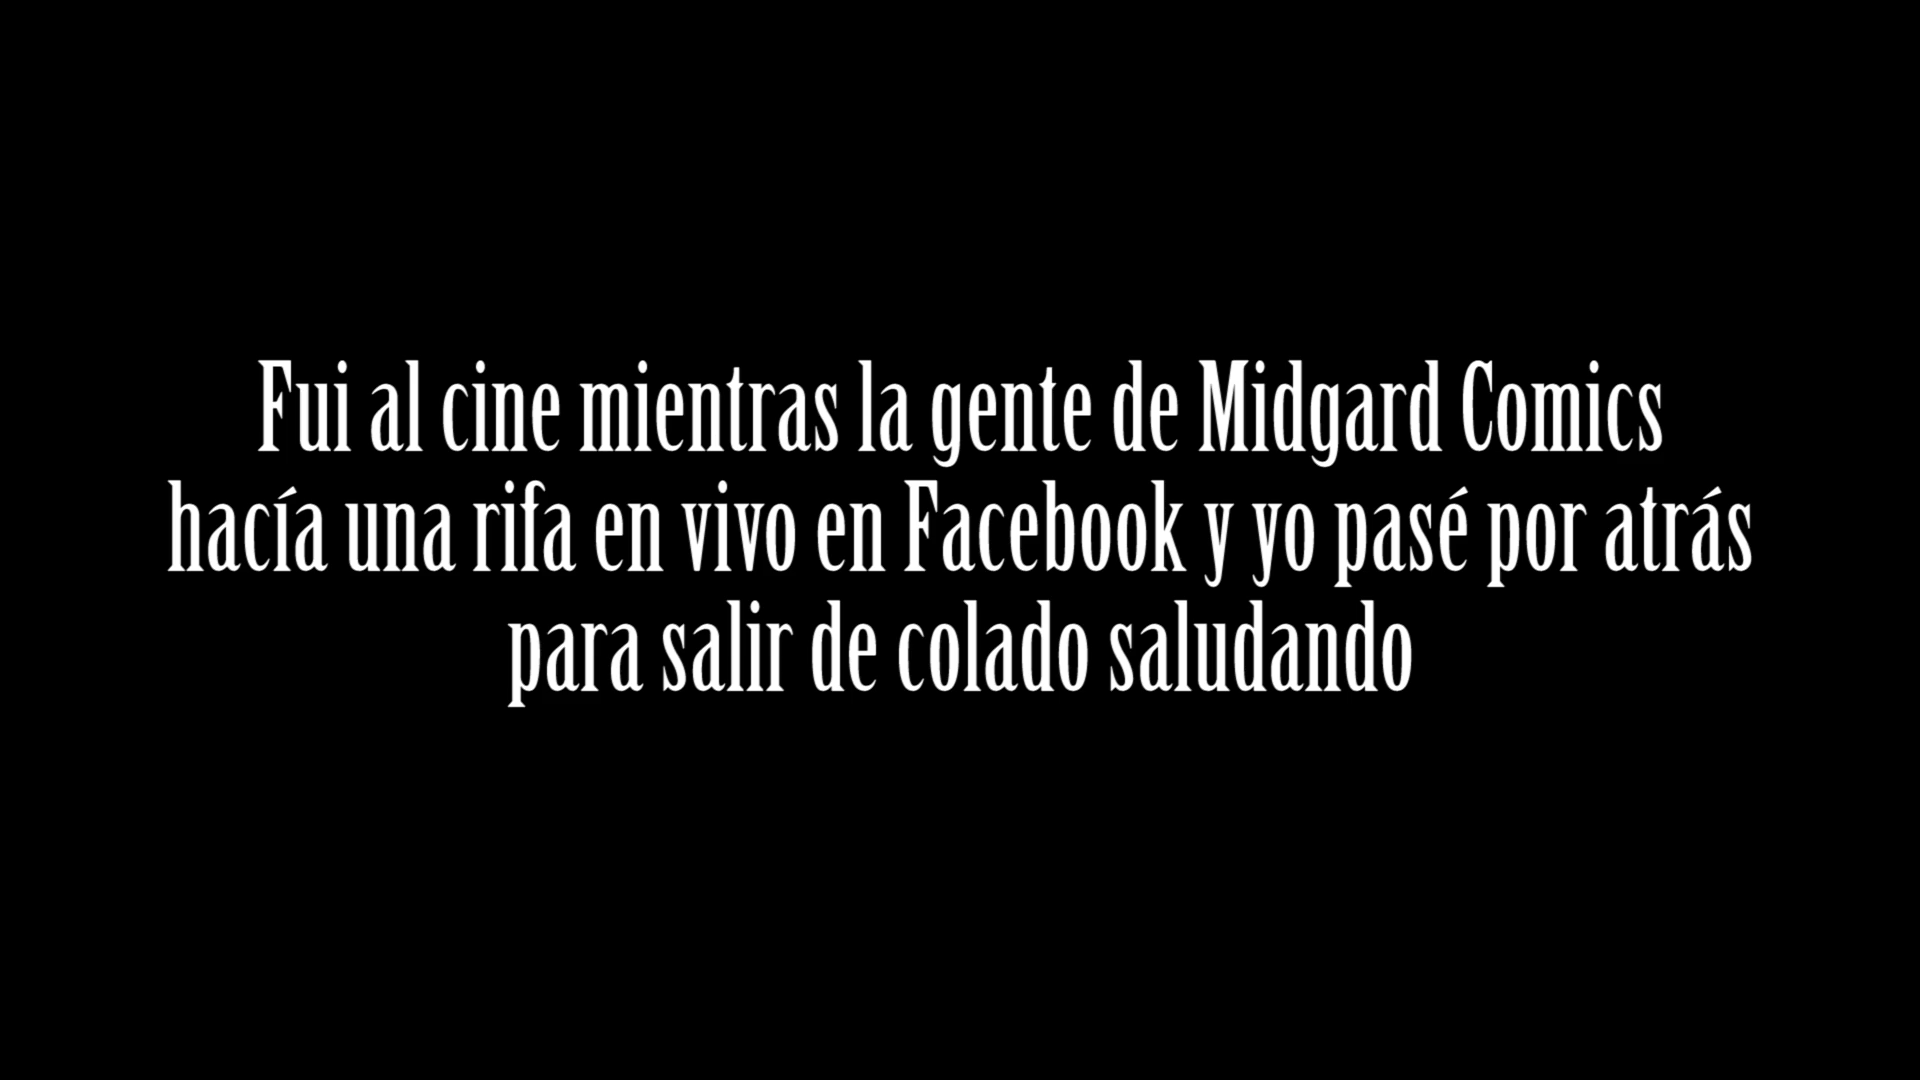 Fui al cine mientras la gente de Midgard Comics
hacía una rifa en vivo en Facebook y yo pasé por atrás
para salir de colado saludando